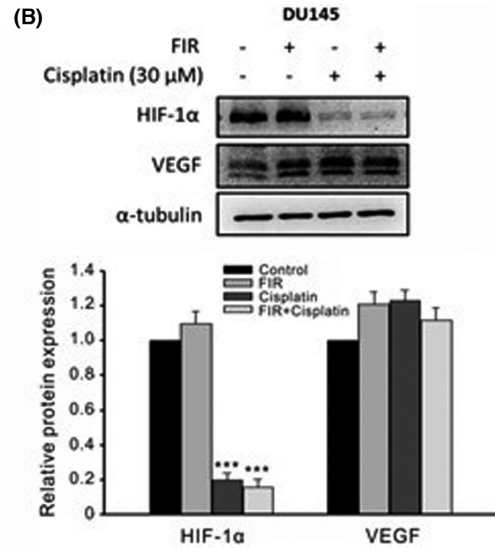 (B)
DU145
FIR - + - +
Cisplatin (30 µM) - - + +
HIF-1α
VEGF
α-tubulin
Relative protein expression
1.4
1.2
1.0
0.8
0.6
0.4
0.2
0
Control
FIR
Cisplatin
FIR+Cisplatin
*** ***
HIF-1α VEGF